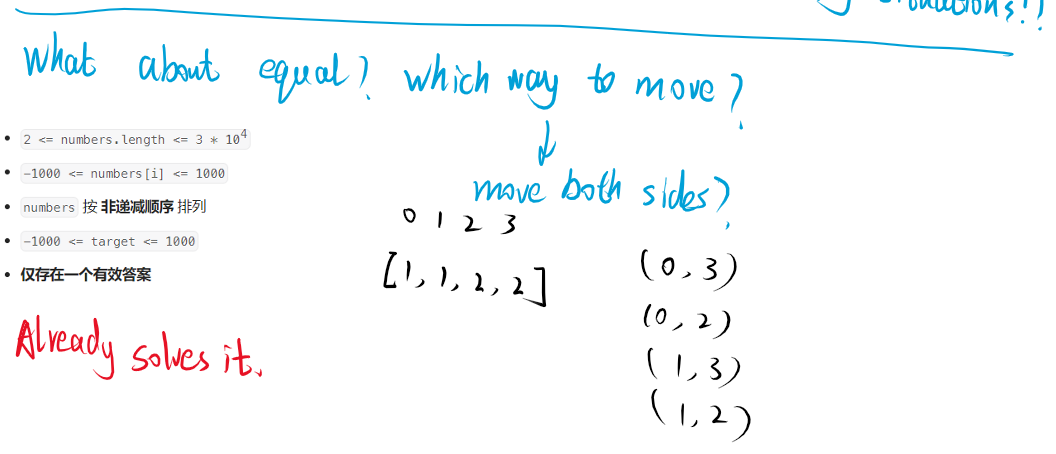 What about equal? which way to move?
move both sides?
2 <= numbers.length <= 3 * 10^4
-1000 <= numbers[i] <= 1000
numbers 按 非递减顺序 排列
-1000 <= target <= 1000
仅存在一个有效答案
0 1 2 3
[1, 1, 2, 2]
(0, 3)
(0, 2)
(1, 3)
(1, 2)
Already solves it.